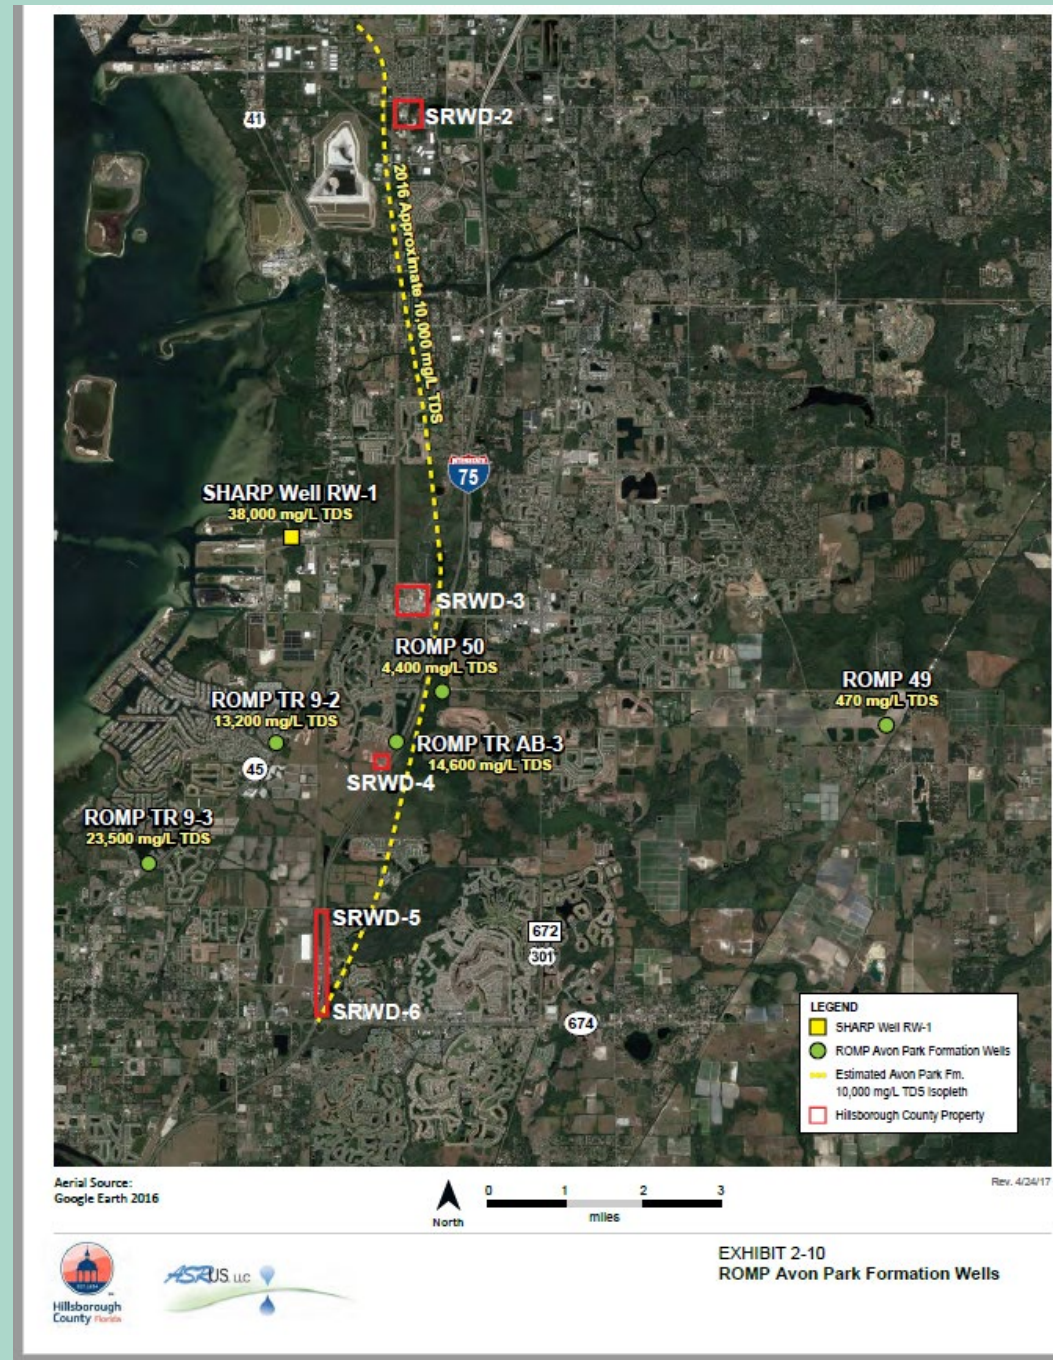 41
SRWD-2
2016 Approximate 10,000 mg/L TDS
INTERSTATE
75
SHARP Well RW-1
38,000 mg/L TDS
SRWD-3
ROMP 50
4,400 mg/L TDS
ROMP 49
470 mg/L TDS
ROMP TR 9-2
13,200 mg/L TDS
ROMP TR AB-3
14,600 mg/L TDS
45
SRWD-4
ROMP TR 9-3
23,500 mg/L TDS
SRWD-5
672
301
SRWD-6
674
LEGEND
SHARP Well RW-1
ROMP Avon Park Formation Wells
Estimated Avon Park Fm.
10,000 mg/L TDS Isopleth
Hillsborough County Property
Aerial Source:
Google Earth 2016
North
0 1 2 3
miles
Rev. 4/24/17
Hillsborough
County Florida
ASRUS, LLC
EXHIBIT 2-10
ROMP Avon Park Formation Wells